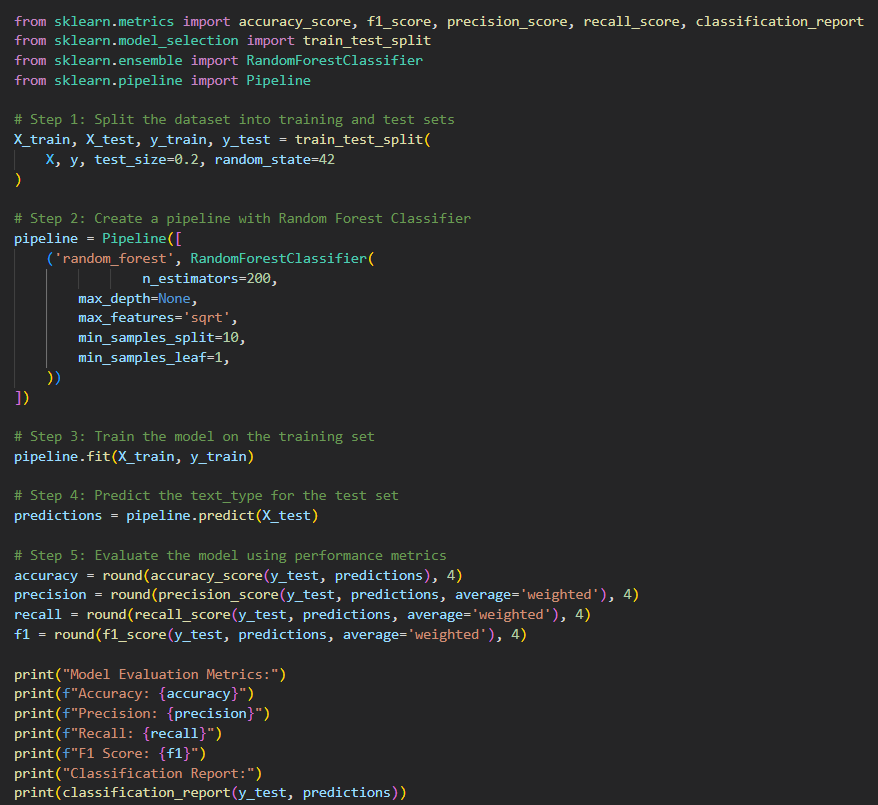 from sklearn.metrics import accuracy_score, f1_score, precision_score, recall_score, classification_report
from sklearn.model_selection import train_test_split
from sklearn.ensemble import RandomForestClassifier
from sklearn.pipeline import Pipeline

# Step 1: Split the dataset into training and test sets
X_train, X_test, y_train, y_test = train_test_split(
    X, y, test_size=0.2, random_state=42
)

# Step 2: Create a pipeline with Random Forest Classifier
pipeline = Pipeline([
    ('random_forest', RandomForestClassifier(
                n_estimators=200,
        max_depth=None,
        max_features='sqrt',
        min_samples_split=10,
        min_samples_leaf=1,
    ))
])

# Step 3: Train the model on the training set
pipeline.fit(X_train, y_train)

# Step 4: Predict the text_type for the test set
predictions = pipeline.predict(X_test)

# Step 5: Evaluate the model using performance metrics
accuracy = round(accuracy_score(y_test, predictions), 4)
precision = round(precision_score(y_test, predictions, average='weighted'), 4)
recall = round(recall_score(y_test, predictions, average='weighted'), 4)
f1 = round(f1_score(y_test, predictions, average='weighted'), 4)

print("Model Evaluation Metrics:")
print(f"Accuracy: {accuracy}")
print(f"Precision: {precision}")
print(f"Recall: {recall}")
print(f"F1 Score: {f1}")
print("Classification Report:")
print(classification_report(y_test, predictions))